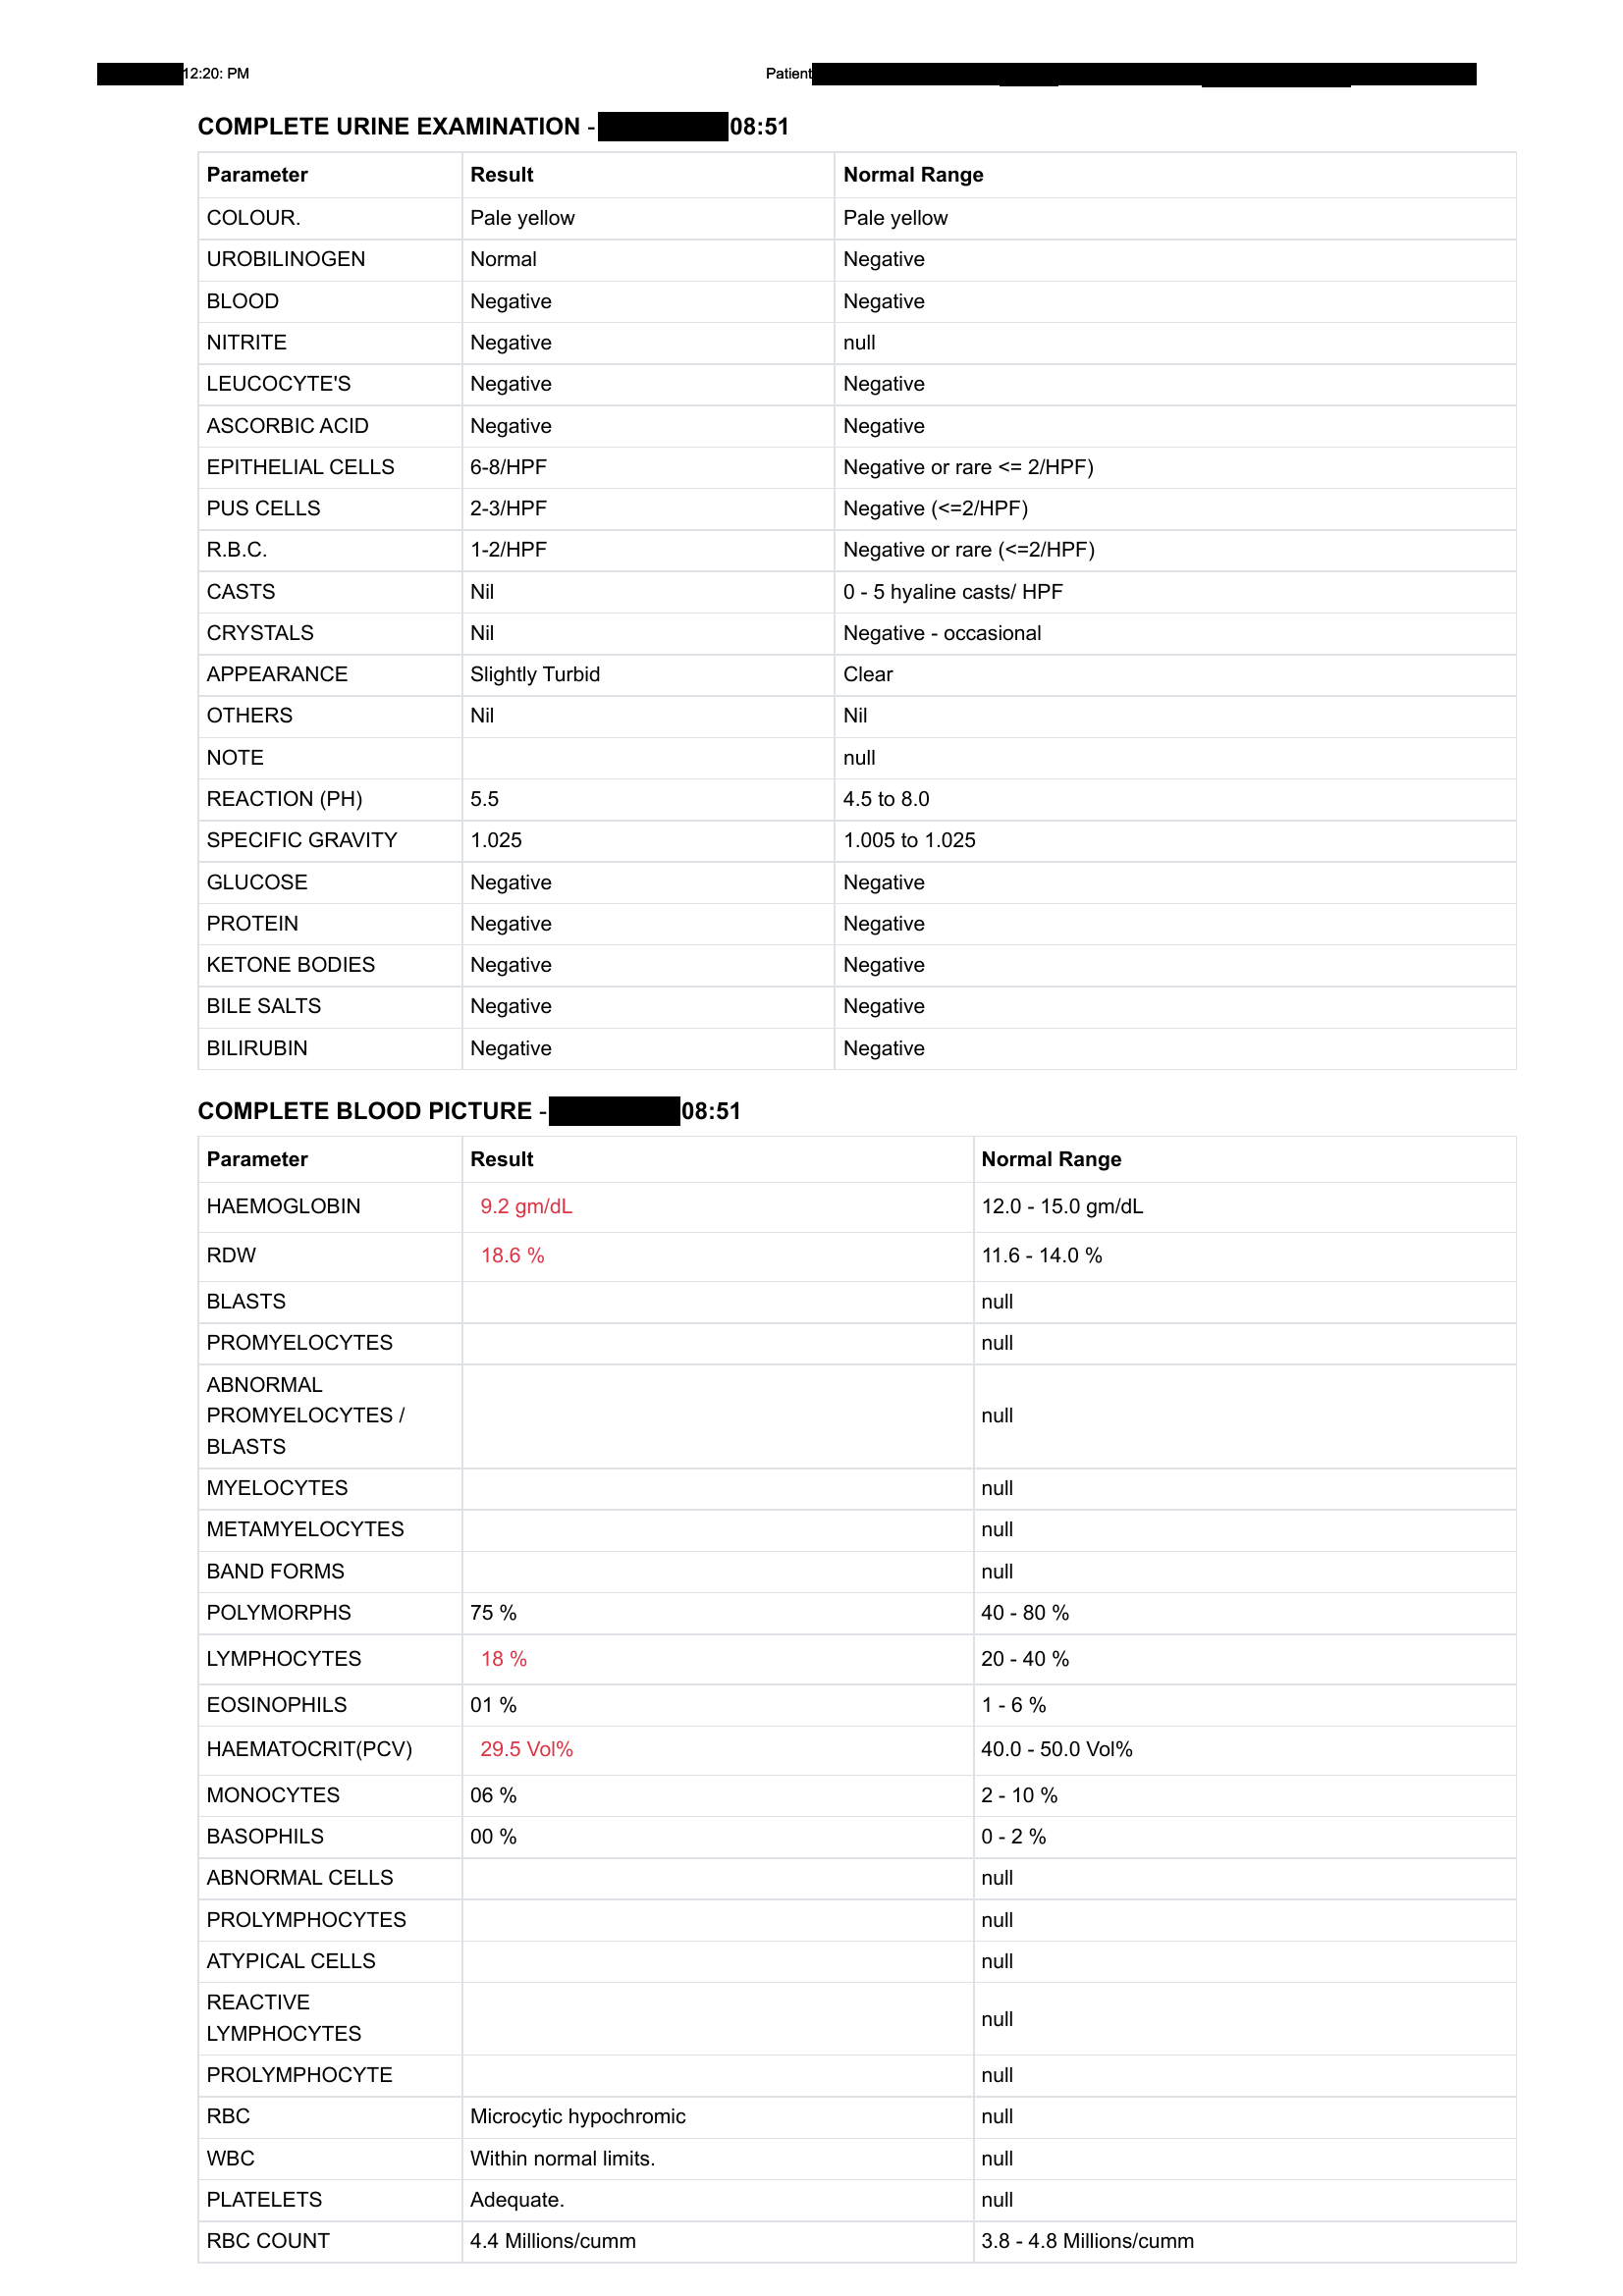 12:20: PM Patient
COMPLETE URINE EXAMINATION - 08:51
Parameter Result Normal Range
COLOUR. Pale yellow Pale yellow
UROBILINOGEN Normal Negative
BLOOD Negative Negative
NITRITE Negative null
LEUCOCYTE'S Negative Negative
ASCORBIC ACID Negative Negative
EPITHELIAL CELLS 6-8/HPF Negative or rare <= 2/HPF)
PUS CELLS 2-3/HPF Negative (<=2/HPF)
R.B.C. 1-2/HPF Negative or rare (<=2/HPF)
CASTS Nil 0 - 5 hyaline casts/ HPF
CRYSTALS Nil Negative - occasional
APPEARANCE Slightly Turbid Clear
OTHERS Nil Nil
NOTE null
REACTION (PH) 5.5 4.5 to 8.0
SPECIFIC GRAVITY 1.025 1.005 to 1.025
GLUCOSE Negative Negative
PROTEIN Negative Negative
KETONE BODIES Negative Negative
BILE SALTS Negative Negative
BILIRUBIN Negative Negative
COMPLETE BLOOD PICTURE - 08:51
Parameter Result Normal Range
HAEMOGLOBIN 9.2 gm/dL 12.0 - 15.0 gm/dL
RDW 18.6 % 11.6 - 14.0 %
BLASTS null
PROMYELOCYTES null
ABNORMAL
PROMYELOCYTES / null
BLASTS
MYELOCYTES null
METAMYELOCYTES null
BAND FORMS null
POLYMORPHS 75 % 40 - 80 %
LYMPHOCYTES 18 % 20 - 40 %
EOSINOPHILS 01 % 1 - 6 %
HAEMATOCRIT(PCV) 29.5 Vol% 40.0 - 50.0 Vol%
MONOCYTES 06 % 2 - 10 %
BASOPHILS 00 % 0 - 2 %
ABNORMAL CELLS null
PROLYMPHOCYTES null
ATYPICAL CELLS null
REACTIVE
LYMPHOCYTES null
PROLYMPHOCYTE null
RBC Microcytic hypochromic null
WBC Within normal limits. null
PLATELETS Adequate. null
RBC COUNT 4.4 Millions/cumm 3.8 - 4.8 Millions/cumm